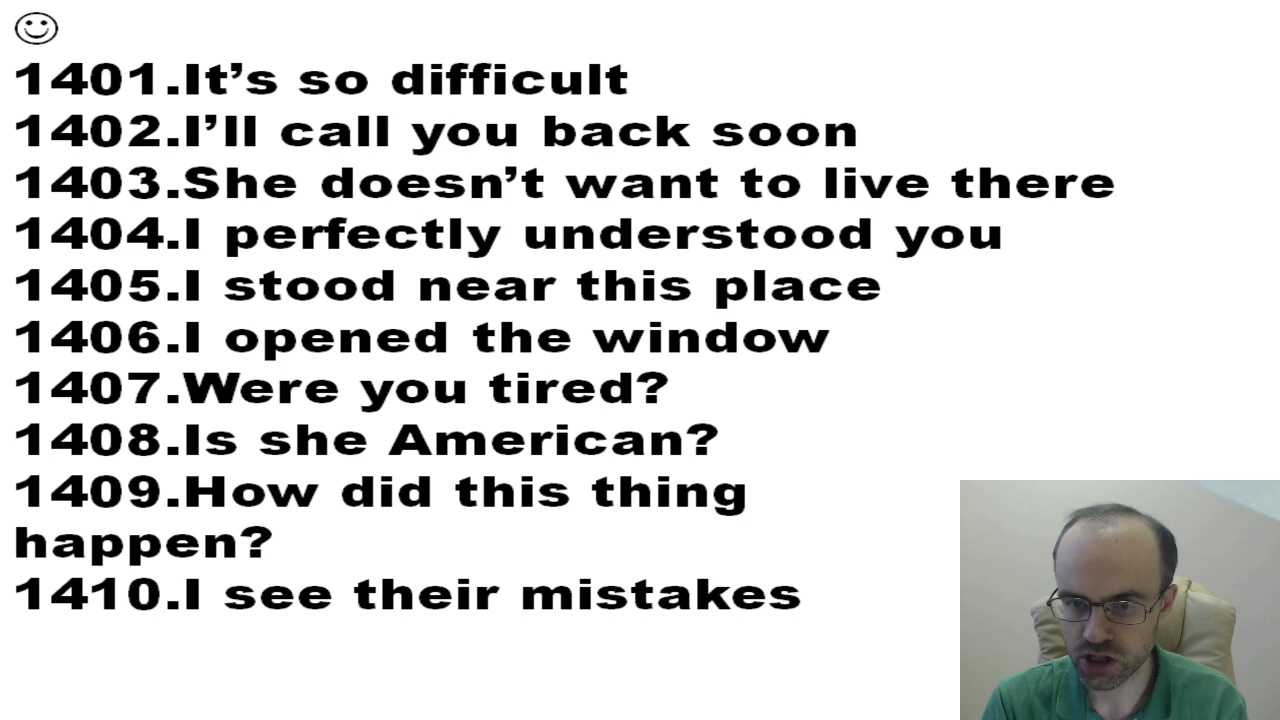 1401.It’s so difficult
1402.I’ll call you back soon
1403.She doesn’t want to live there
1404.I perfectly understood you
1405.I stood near this place
1406.I opened the window
1407.Were you tired?
1408.Is she American?
1409.How did this thing
happen?
1410.I see their mistakes